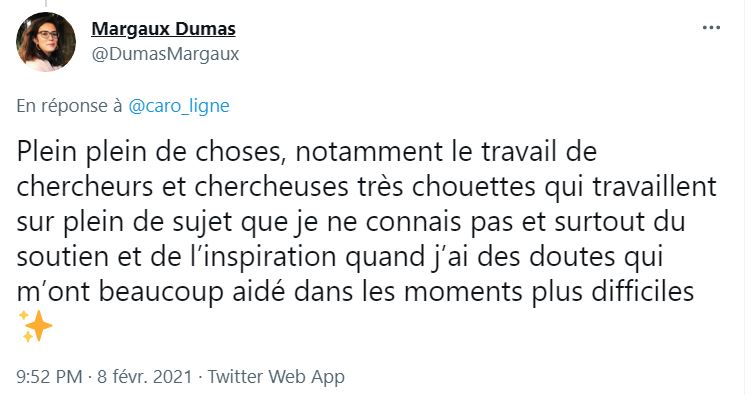 Margaux Dumas
@DumasMargaux
En réponse à @caro_ligne
Plein plein de choses, notamment le travail de
chercheurs et chercheuses très chouettes qui travaillent
sur plein de sujet que je ne connais pas et surtout du
soutien et de l’inspiration quand j’ai des doutes qui
m’ont beaucoup aidé dans les moments plus difficiles
✨
9:52 PM · 8 févr. 2021 · Twitter Web App